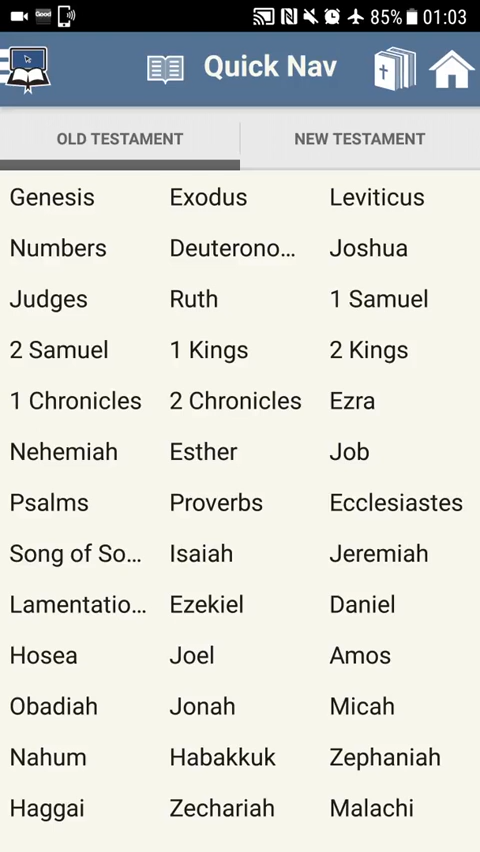 Good 85% 01:03
Quick Nav
OLD TESTAMENT NEW TESTAMENT
Genesis Exodus Leviticus
Numbers Deuterono... Joshua
Judges Ruth 1 Samuel
2 Samuel 1 Kings 2 Kings
1 Chronicles 2 Chronicles Ezra
Nehemiah Esther Job
Psalms Proverbs Ecclesiastes
Song of So... Isaiah Jeremiah
Lamentatio... Ezekiel Daniel
Hosea Joel Amos
Obadiah Jonah Micah
Nahum Habakkuk Zephaniah
Haggai Zechariah Malachi